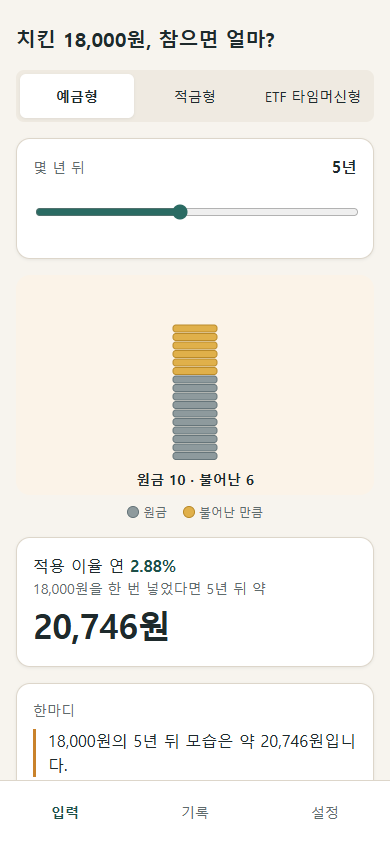 치킨 18,000원, 참으면 얼마?
예금형 적금형 ETF 타임머신형
몇 년 뒤 5년
원금 10 · 불어난 6
원금 불어난 만큼
적용 이율 연 2.88%
18,000원을 한 번 넣었다면 5년 뒤 약
20,746원
한마디
18,000원의 5년 뒤 모습은 약 20,746원입니
다.
입력 기록 설정